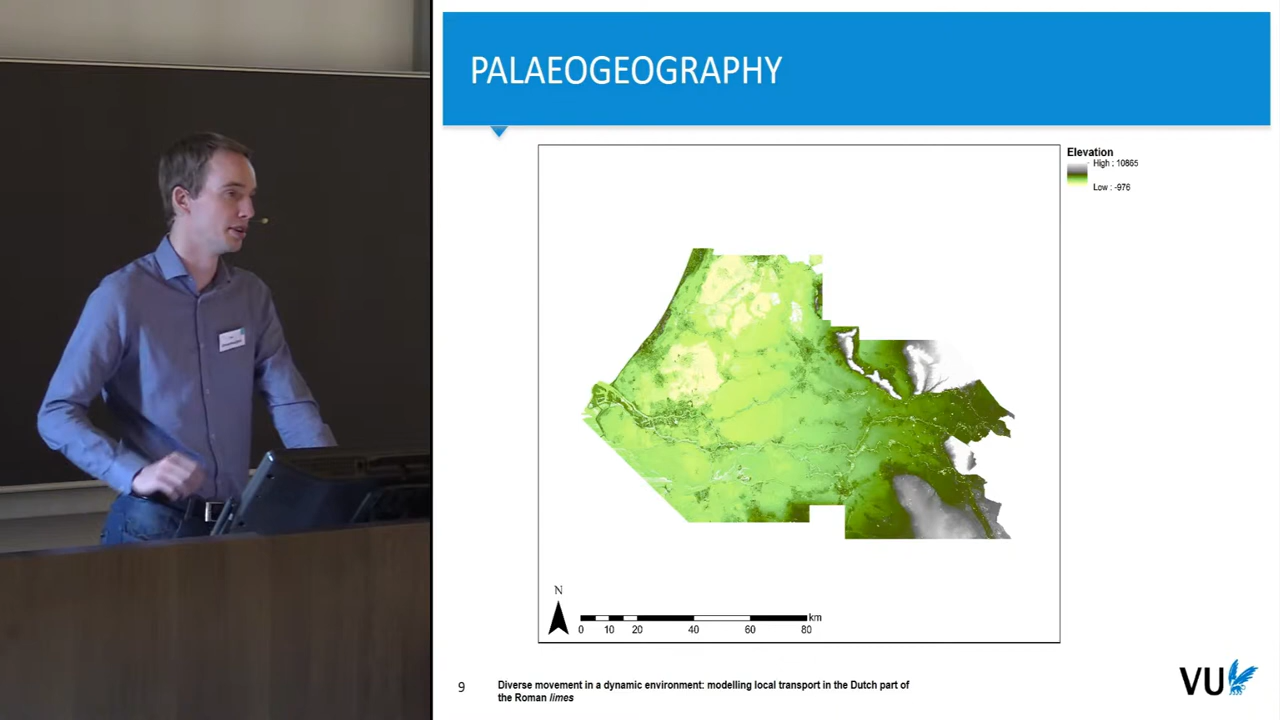 PALAEOGEOGRAPHY
Elevation
High : 10865
Low : -976
N
km
0 10 20 40 60 80
9
Diverse movement in a dynamic environment: modelling local transport in the Dutch part of
the Roman limes
VU